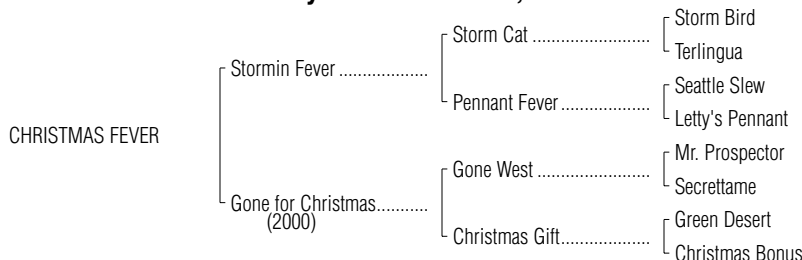 Storm Bird
Storm Cat ........................
Terlingua
Stormin Fever ..................
Seattle Slew
Pennant Fever..................
Letty's Pennant
CHRISTMAS FEVER
Mr. Prospector
Gone West .......................
Secrettame
Gone for Christmas...........
(2000)
Green Desert
Christmas Gift..................
Christmas Bonus